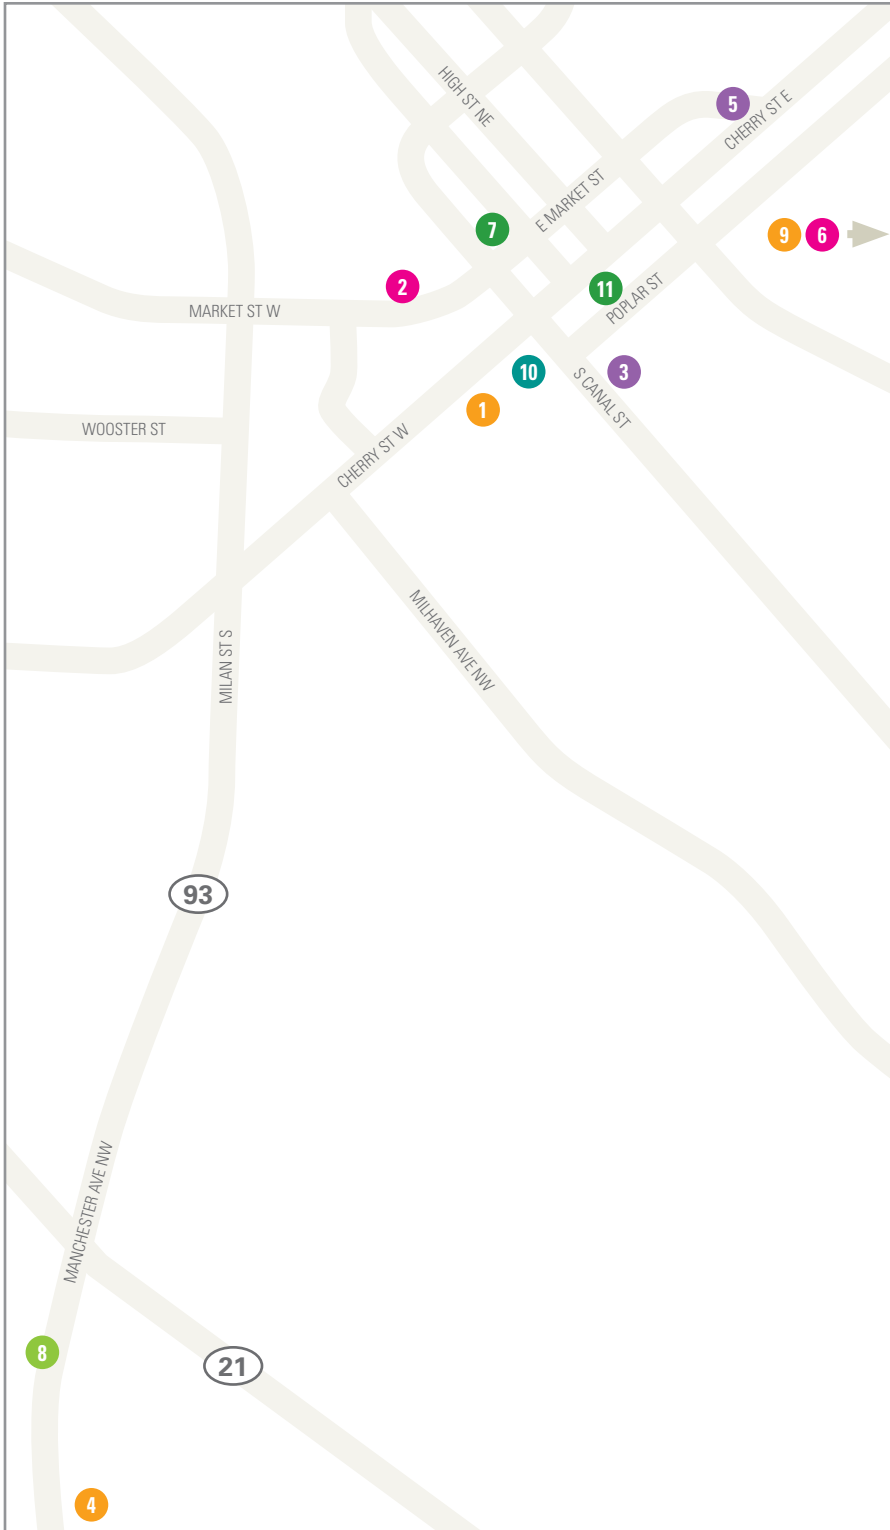 HIGH ST NE
5
CHERRY ST E
E MARKET ST
7
9
6
2
11
POPLAR ST
MARKET ST W
10
3
S CANAL ST
1
WOOSTER ST
CHERRY ST W
MILHAVEN AVE NW
MILAN ST S
93
MANCHESTER AVE NW
8
21
4